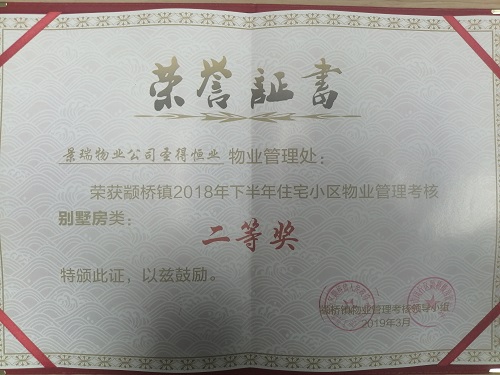 荣誉証書
景瑞物业公司圣得恒业 物业管理处：
荣获颛桥镇2018年下半年住宅小区物业管理考核
别墅房类：
二等奖
特颁此证，以兹鼓励。
颛桥镇物业管理考核领导小组
2019年3月